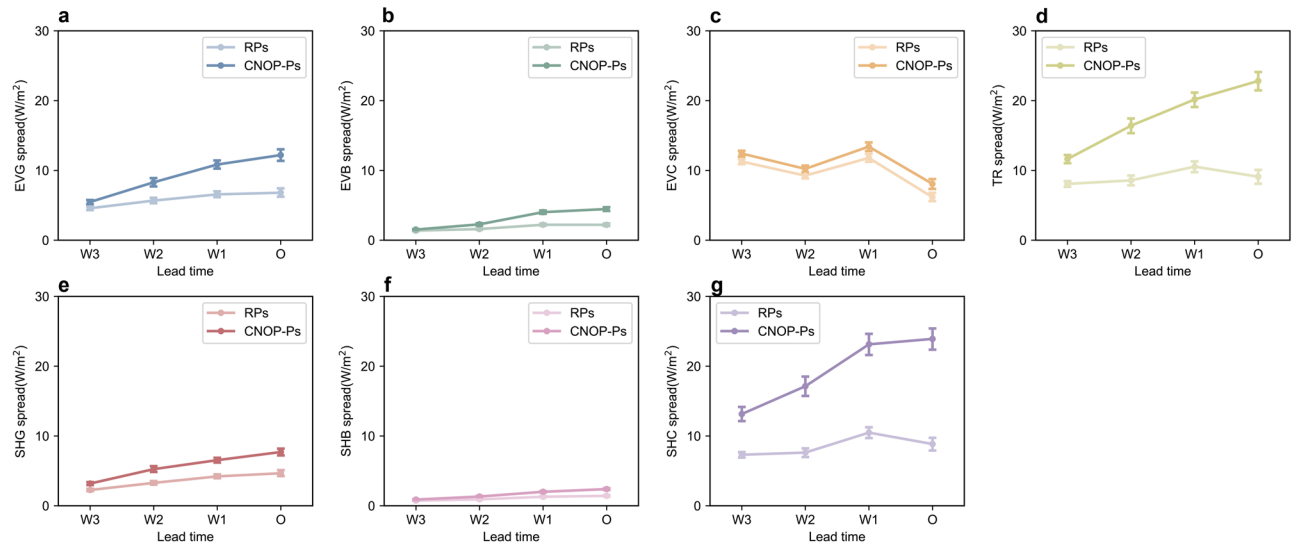 a
30
20
10
0
EVG spread(W/m²)
RPs
CNOP-Ps
W3 W2 W1 O
Lead time
b
30
20
10
0
EVB spread(W/m²)
RPs
CNOP-Ps
W3 W2 W1 O
Lead time
c
30
20
10
0
EVC spread(W/m²)
RPs
CNOP-Ps
W3 W2 W1 O
Lead time
d
30
20
10
0
TR spread(W/m²)
RPs
CNOP-Ps
W3 W2 W1 O
Lead time
e
30
20
10
0
SHG spread(W/m²)
RPs
CNOP-Ps
W3 W2 W1 O
Lead time
f
30
20
10
0
SHB spread(W/m²)
RPs
CNOP-Ps
W3 W2 W1 O
Lead time
g
30
20
10
0
SHC spread(W/m²)
RPs
CNOP-Ps
W3 W2 W1 O
Lead time